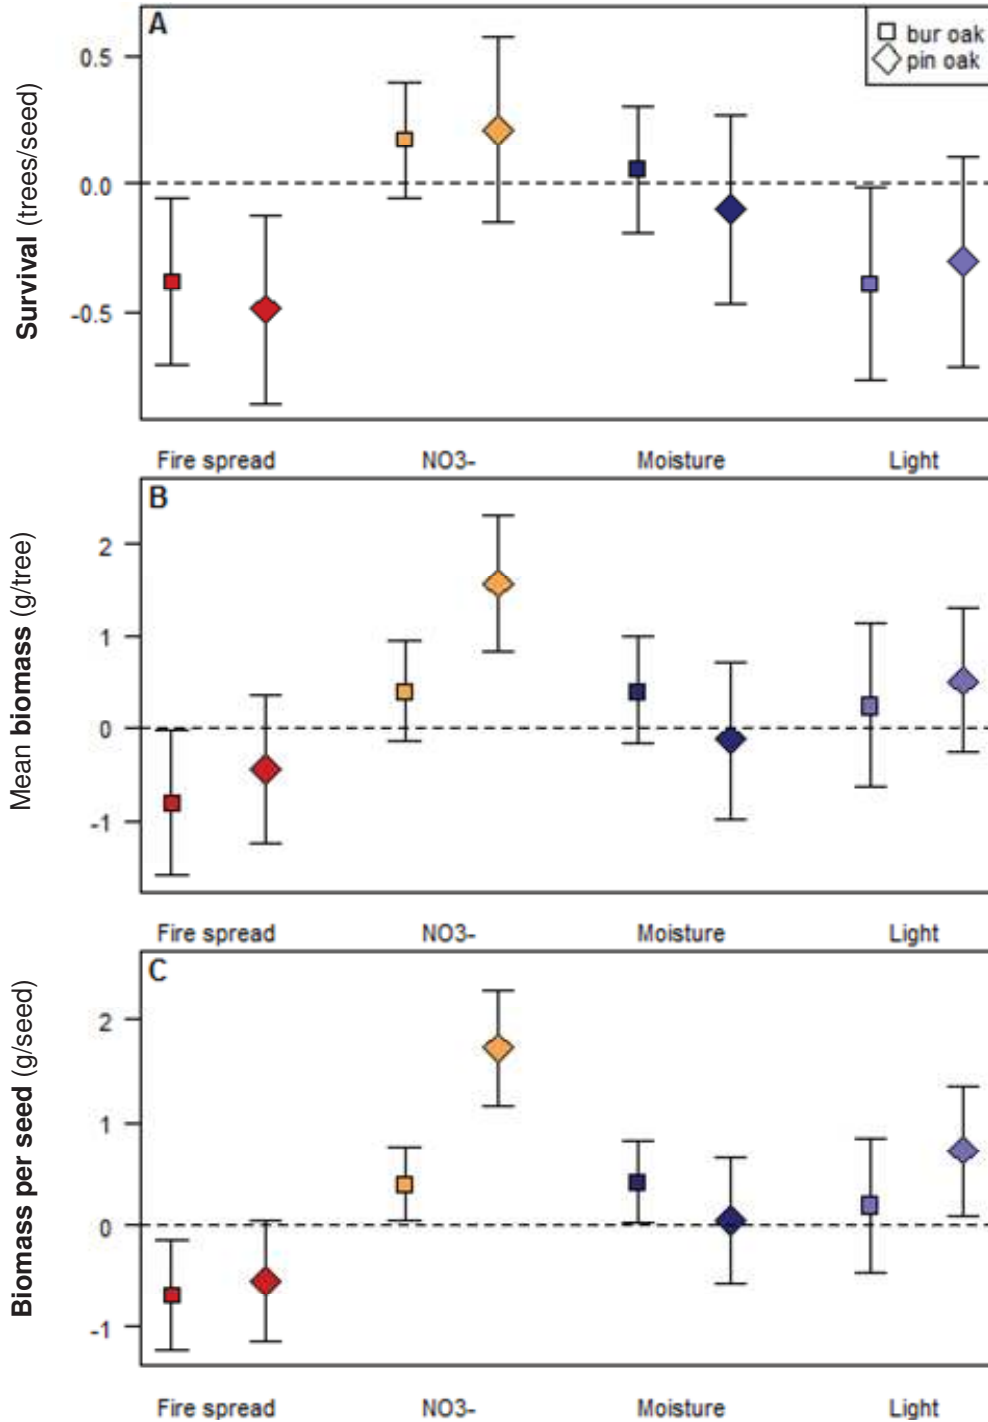 A
bur oak
pin oak
Survival (trees/seed)
0.5
0.0
-0.5
Fire spread NO3- Moisture Light
B
Mean biomass (g/tree)
2
1
0
-1
Fire spread NO3- Moisture Light
C
Biomass per seed (g/seed)
2
1
0
-1
Fire spread NO3- Moisture Light